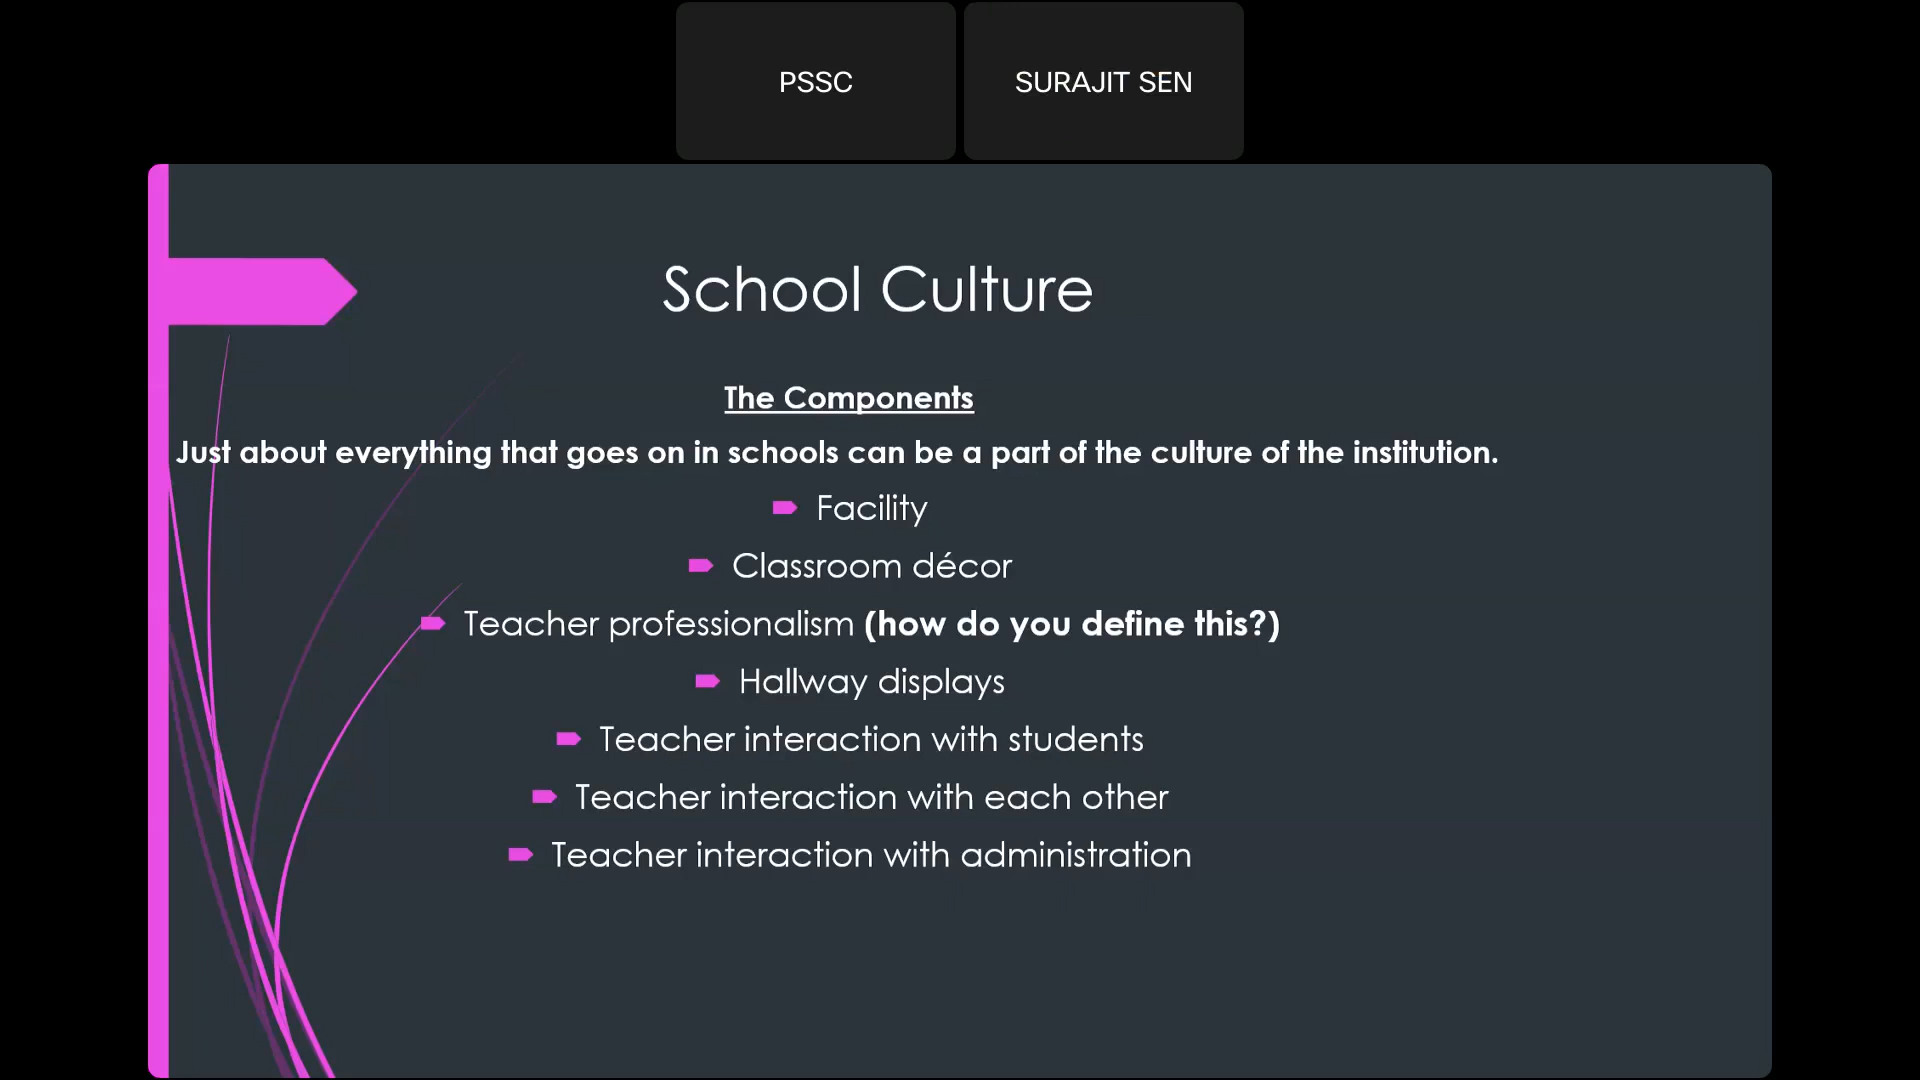 PSSC
SURAJIT SEN
School Culture
The Components
Just about everything that goes on in schools can be a part of the culture of the institution.
Facility
Classroom décor
Teacher professionalism (how do you define this?)
Hallway displays
Teacher interaction with students
Teacher interaction with each other
Teacher interaction with administration